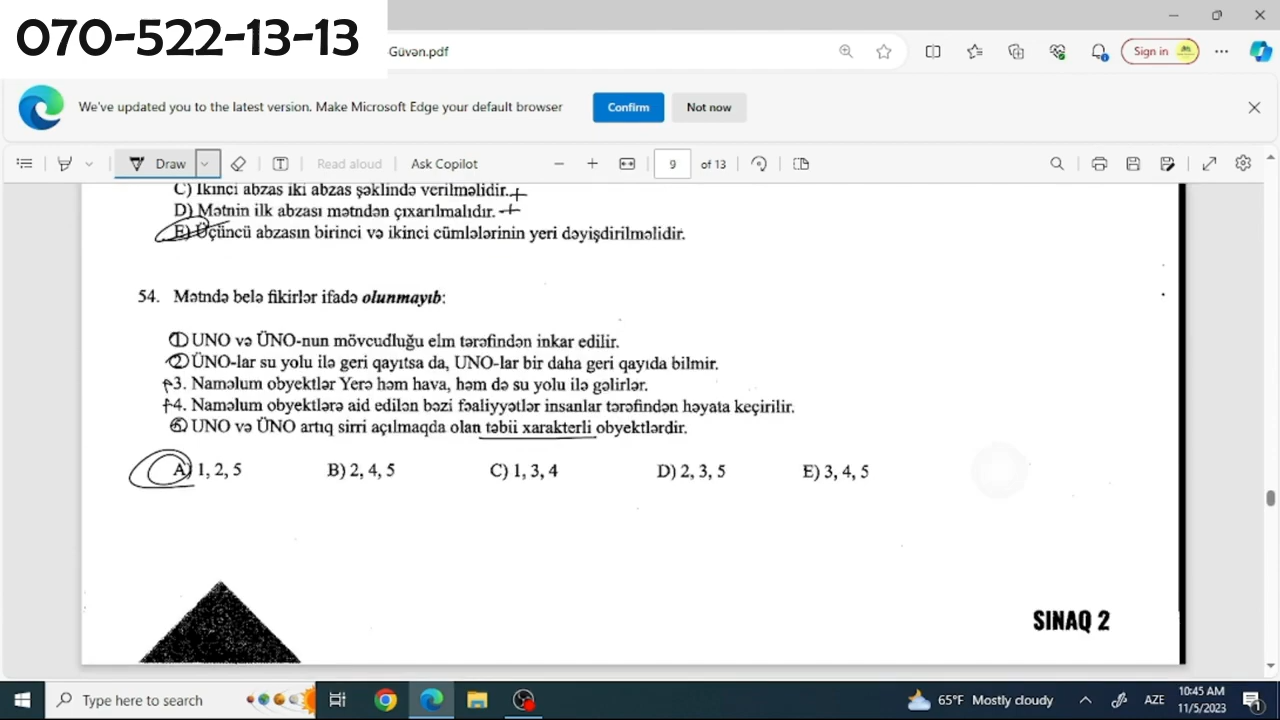 070-522-13-13
Güvən.pdf
Sign in
We've updated you to the latest version. Make Microsoft Edge your default browser
Confirm
Not now
Draw
Read aloud
Ask Copilot
9 of 13
C) İkinci abzas iki abzas şəklində verilməlidir.
D) Mətnin ilk abzası mətndən çıxarılmalıdır.
E) Üçüncü abzasın birinci və ikinci cümlələrinin yeri dəyişdirilməlidir.
54. Mətndə belə fikirlər ifadə olunmayıb:
1. UNO və ÜNO-nun mövcudluğu elm tərəfindən inkar edilir.
2. ÜNO-lar su yolu ilə geri qayıtsa da, UNO-lar bir daha geri qayıda bilmir.
3. Naməlum obyektlər Yerə həm hava, həm də su yolu ilə gəlirlər.
4. Naməlum obyektlərə aid edilən bəzi fəaliyyətlər insanlar tərəfindən həyata keçirilir.
5. UNO və ÜNO artıq sirri açılmaqda olan təbii xarakterli obyektlərdir.
A) 1, 2, 5 B) 2, 4, 5 C) 1, 3, 4 D) 2, 3, 5 E) 3, 4, 5
SINAQ 2
Type here to search
65°F Mostly cloudy
AZE
10:45 AM
11/5/2023
1